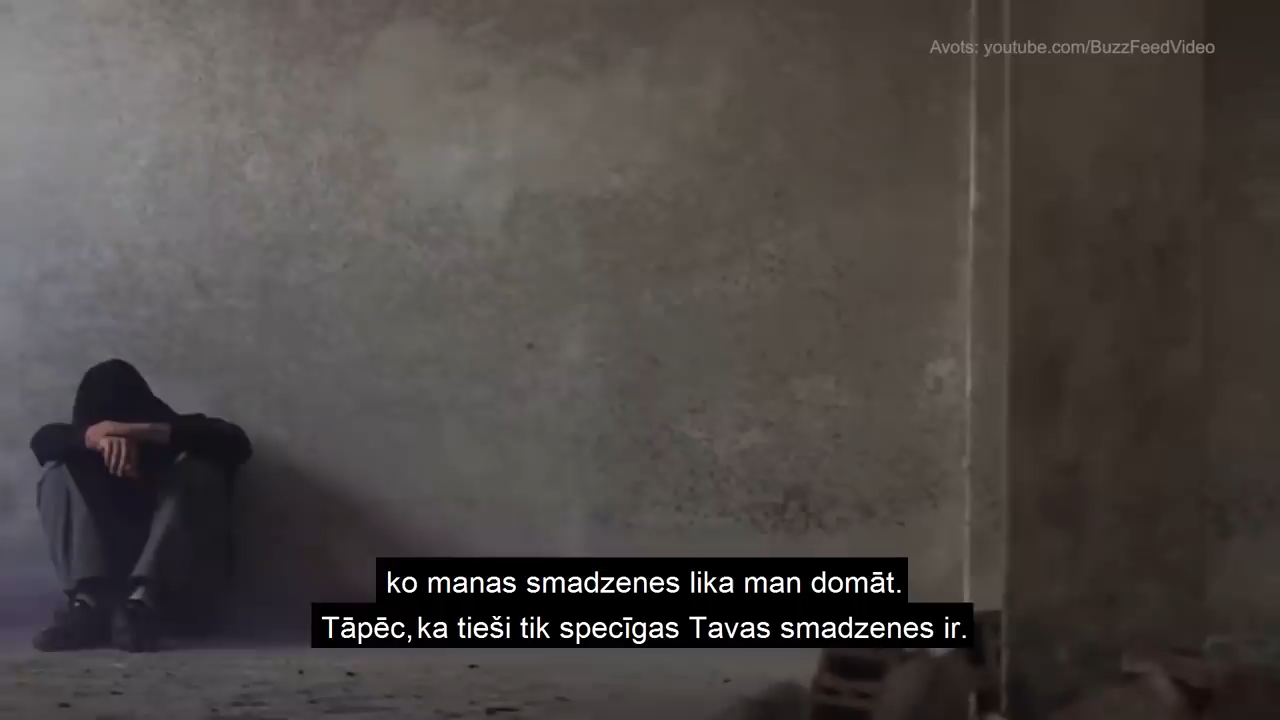 Avots: youtube.com/BuzzFeedVideo
ko manas smadzenes lika man domāt.
Tāpēc,ka tieši tik specīgas Tavas smadzenes ir.